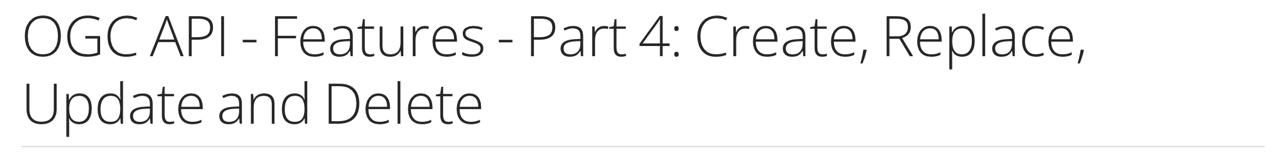 OGC API - Features - Part 4: Create, Replace,
Update and Delete